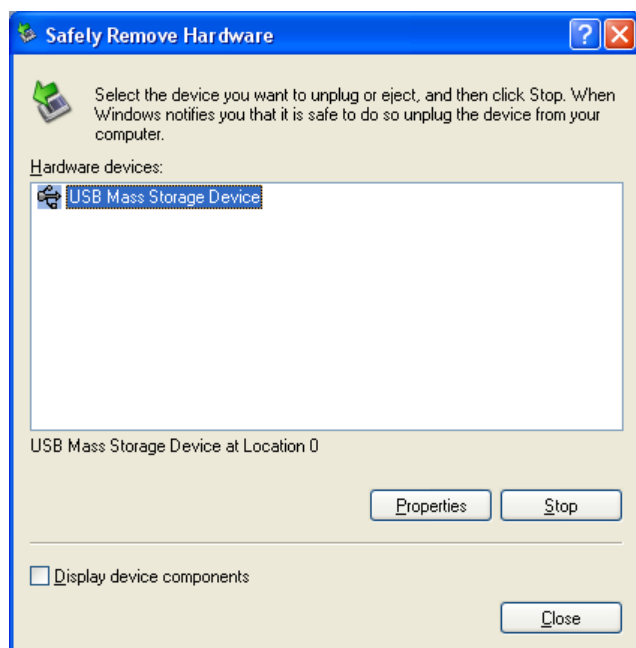 Safely Remove Hardware
Select the device you want to unplug or eject, and then click Stop. When
Windows notifies you that it is safe to do so unplug the device from your
computer.
Hardware devices:
USB Mass Storage Device
USB Mass Storage Device at Location 0
Properties Stop
Display device components
Close